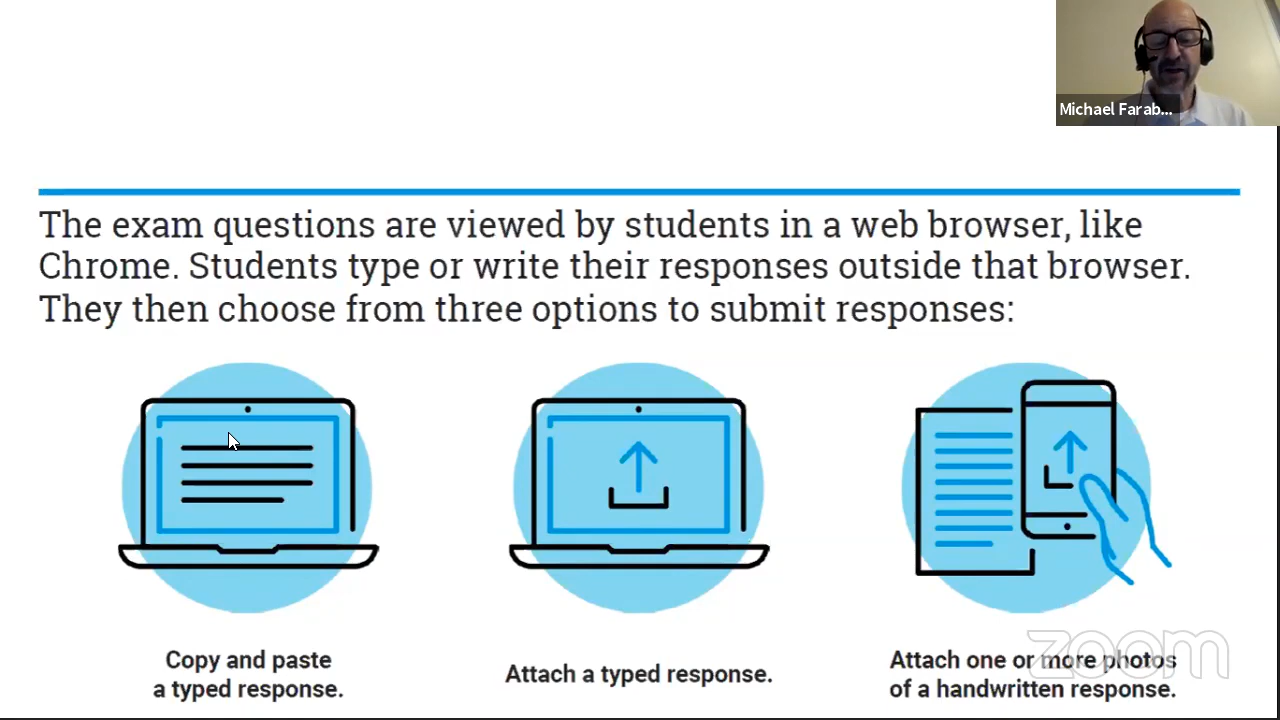 Michael Farab...
The exam questions are viewed by students in a web browser, like
Chrome. Students type or write their responses outside that browser.
They then choose from three options to submit responses:
Copy and paste
a typed response.
Attach a typed response.
Attach one or more photos
of a handwritten response.
zoom